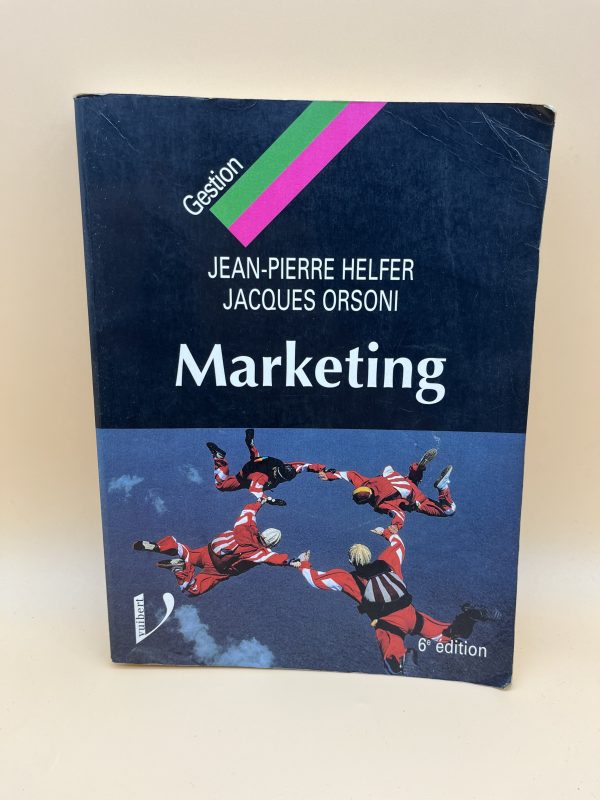 Gestion
JEAN-PIERRE HELFER
JACQUES ORSONI
Marketing
vuibert
6e édition